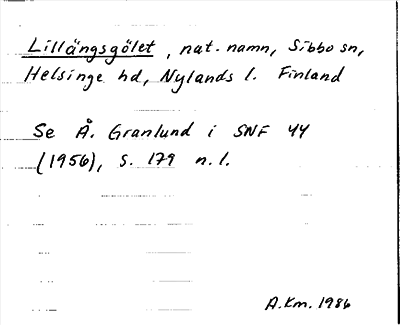 Lillängsgölet, nat. namn, Sibbo sn,
Helsinge hd, Nylands l. Finland
Se Å. Granlund i SNF 44
(1956), s. 179 n. l.
A.Km. 1986